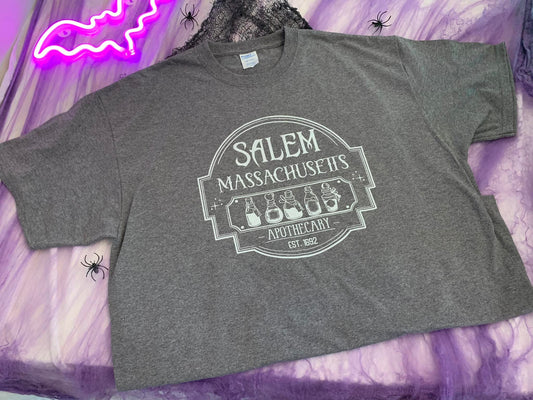 SALEM
MASSACHUSETTS
- APOTHECARY -
EST. 1692